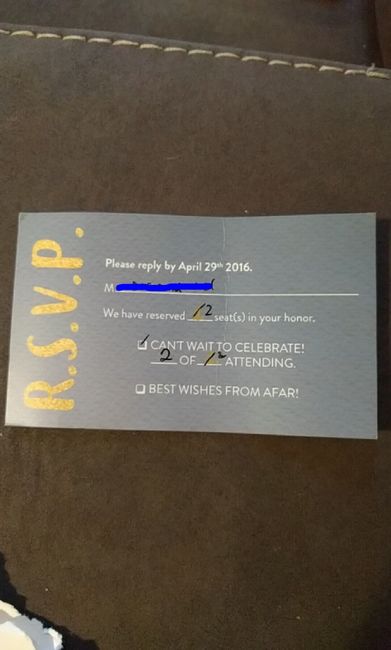 R.S.V.P.
Please reply by April 29th 2016.
M
We have reserved 2 seat(s) in your honor.
CAN'T WAIT TO CELEBRATE!
2 OF 2 ATTENDING.
BEST WISHES FROM AFAR!